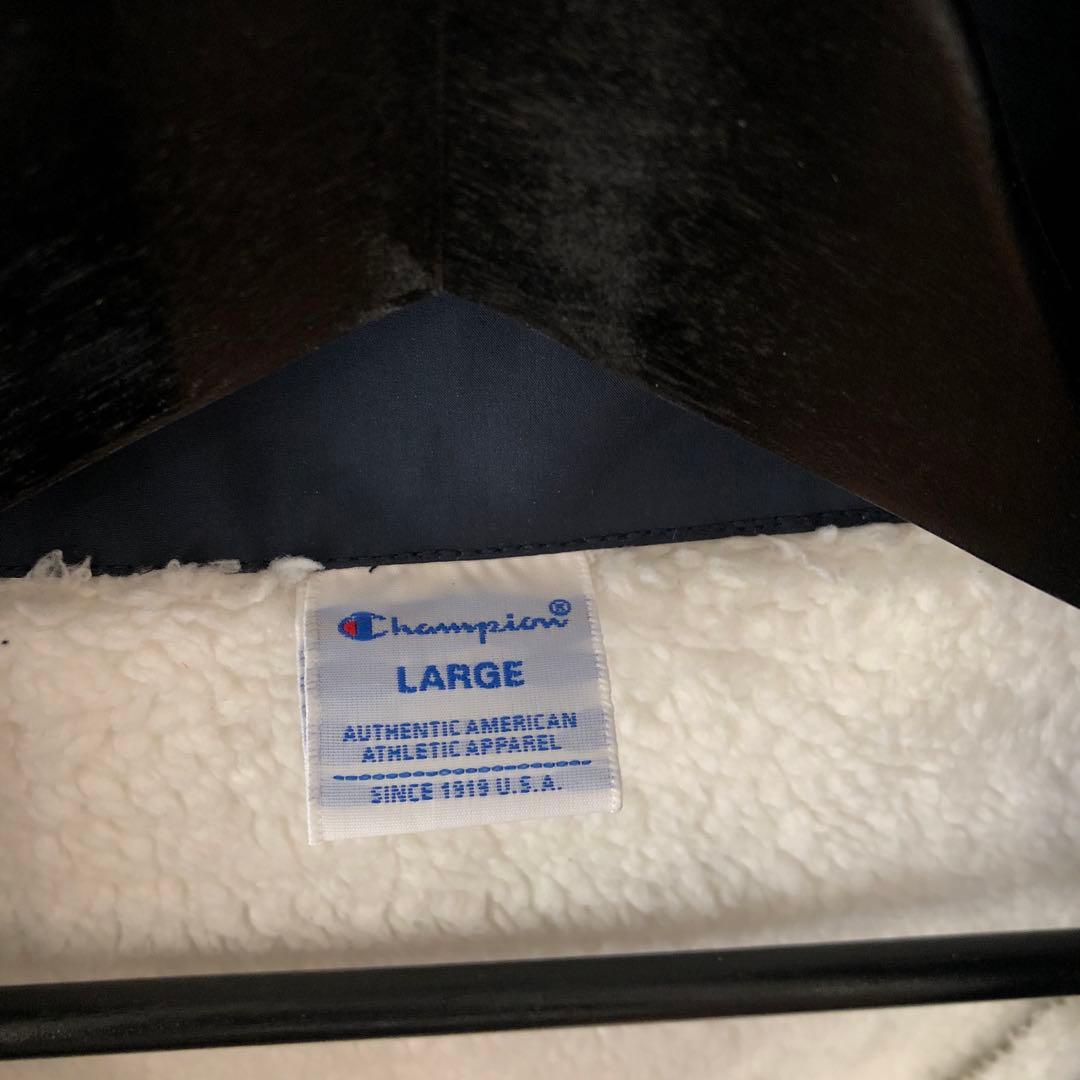 Champion®
LARGE
AUTHENTIC AMERICAN
ATHLETIC APPAREL
SINCE 1919 U.S.A.